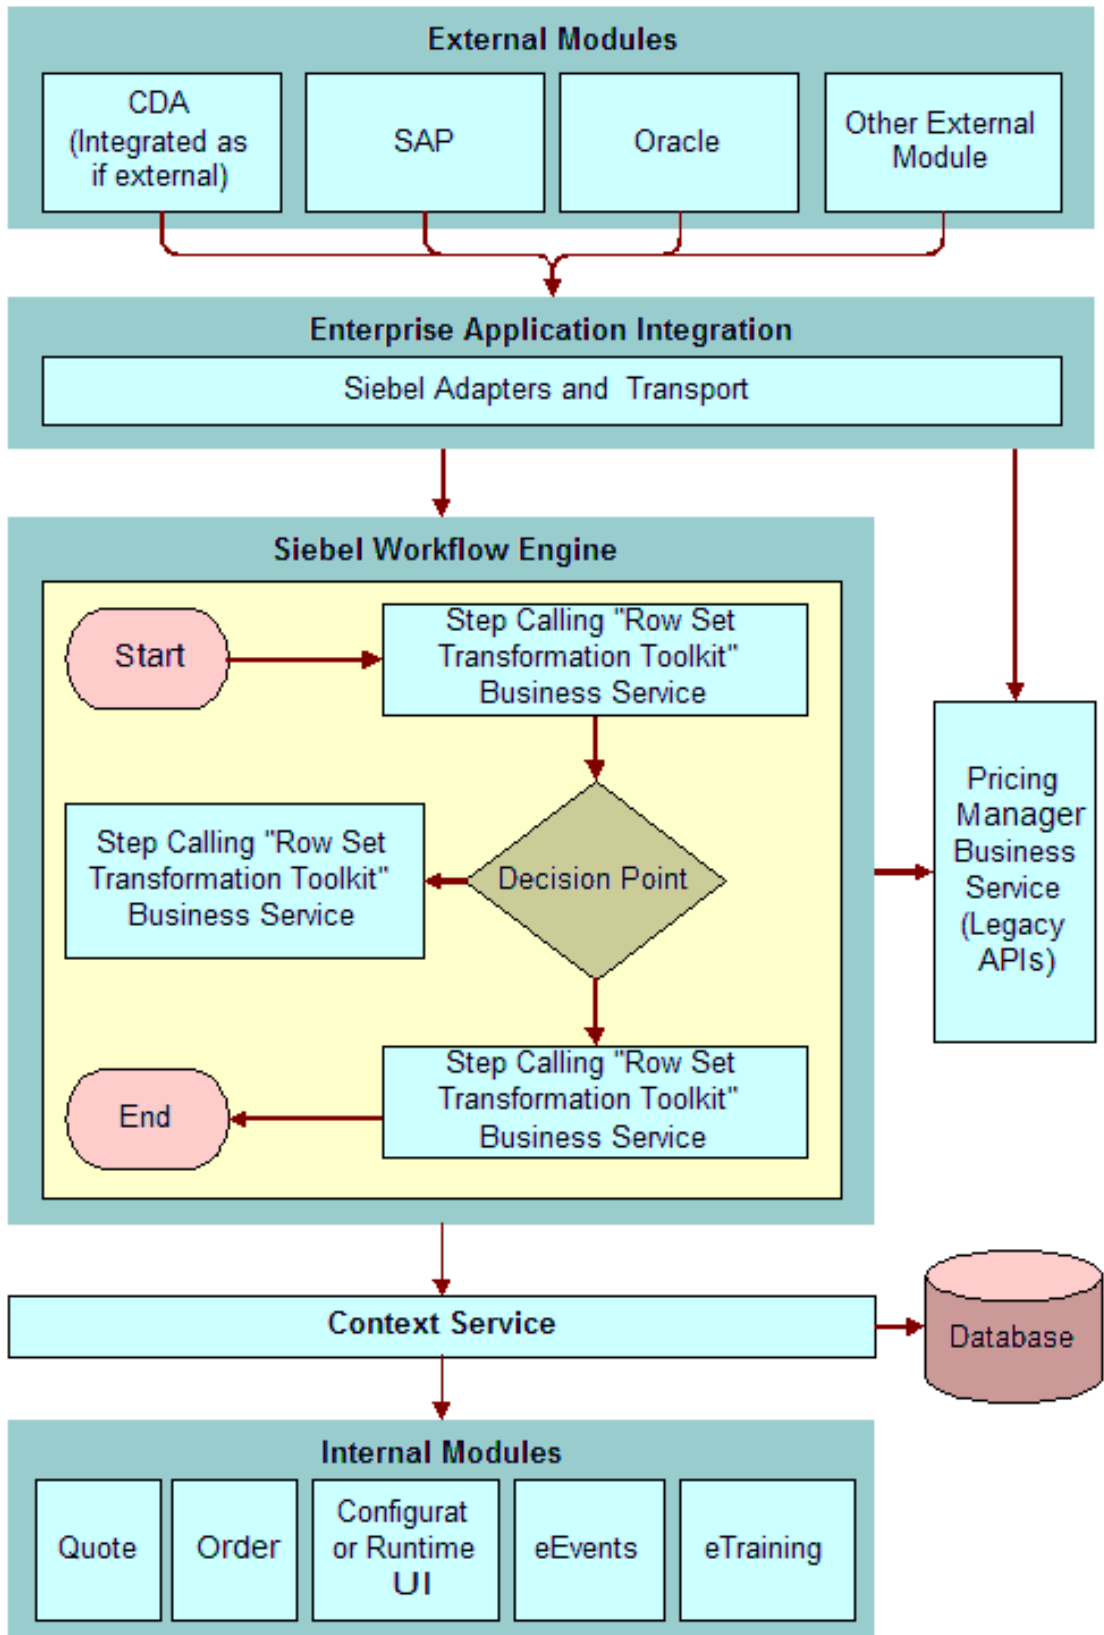 External Modules
CDA
(Integrated as
if external)
SAP
Oracle
Other External
Module
Enterprise Application Integration
Siebel Adapters and Transport
Siebel Workflow Engine
Start
Step Calling "Row Set
Transformation Toolkit"
Business Service
Step Calling "Row Set
Transformation Toolkit"
Business Service
Decision Point
Step Calling "Row Set
Transformation Toolkit"
Business Service
End
Pricing
Manager
Business
Service
(Legacy
APIs)
Context Service
Database
Internal Modules
Quote
Order
Configurat
or Runtime
UI
eEvents
eTraining